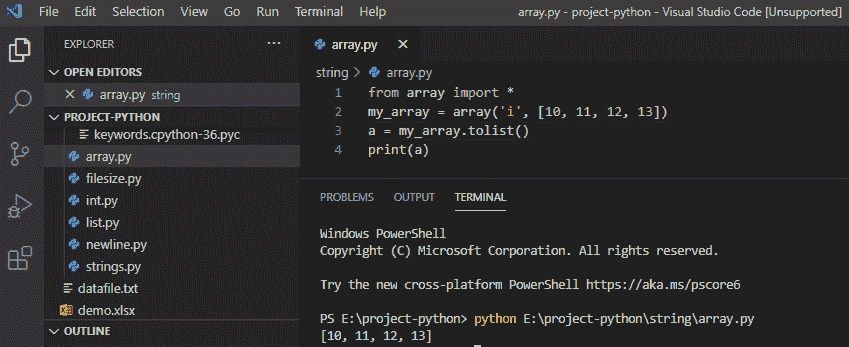 File Edit Selection View Go Run Terminal Help array.py - project-python - Visual Studio Code [Unsupported]
EXPLORER ...
OPEN EDITORS
array.py string
PROJECT-PYTHON
keywords.cpython-36.pyc
array.py
filesize.py
int.py
list.py
newline.py
strings.py
datafile.txt
demo.xlsx
OUTLINE
array.py
string > array.py
1 from array import *
2 my_array = array('i', [10, 11, 12, 13])
3 a = my_array.tolist()
4 print(a)
PROBLEMS OUTPUT TERMINAL
Windows PowerShell
Copyright (C) Microsoft Corporation. All rights reserved.
Try the new cross-platform PowerShell https://aka.ms/pscore6
PS E:\project-python> python E:\project-python\string\array.py
[10, 11, 12, 13]